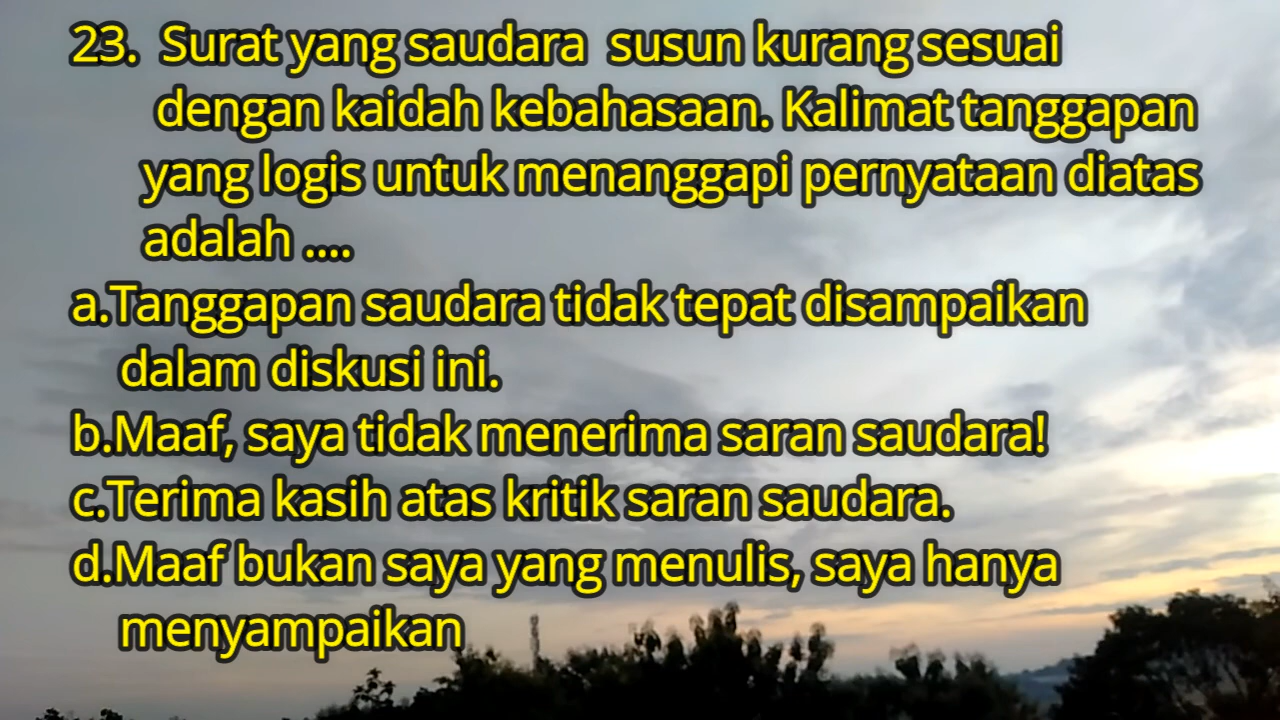 23. Surat yang saudara susun kurang sesuai
dengan kaidah kebahasaan. Kalimat tanggapan
yang logis untuk menanggapi pernyataan diatas
adalah ....
a.Tanggapan saudara tidak tepat disampaikan
dalam diskusi ini.
b.Maaf, saya tidak menerima saran saudara!
c.Terima kasih atas kritik saran saudara.
d.Maaf bukan saya yang menulis, saya hanya
menyampaikan